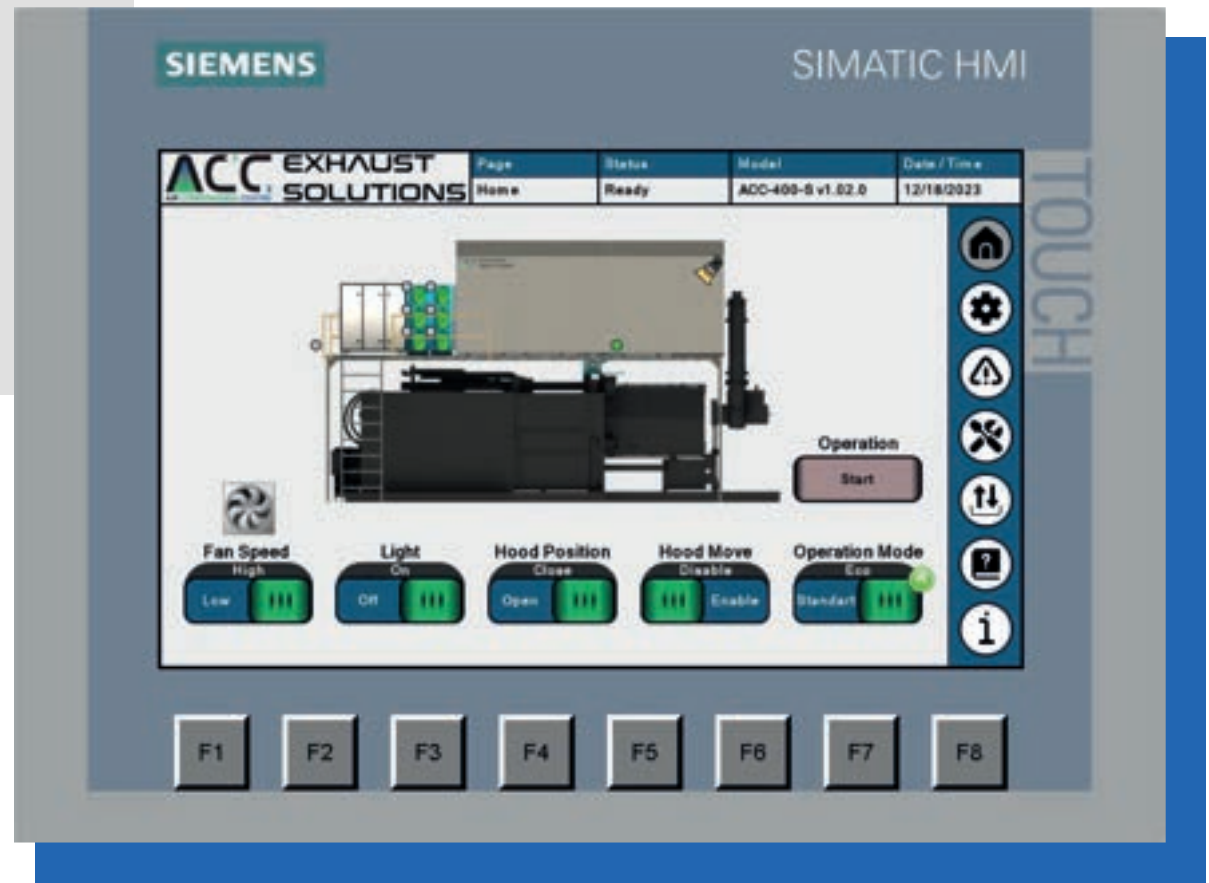 SIEMENS
SIMATIC HMI
TOUCH
ACC EXHAUST
SOLUTIONS
Page Status Model Date / Time
Home Ready ACC-400-S v1.02.0 12/18/2023
Operation
Start
Fan Speed Light Hood Position Hood Move Operation Mode
High On Close Disable Eco
Low Off Open Enable Standart
F1 F2 F3 F4 F5 F6 F7 F8